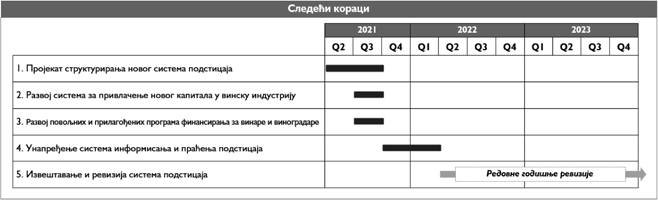 Следећи кораци
2021 2022 2023
Q2 Q3 Q4 Q1 Q2 Q3 Q4 Q1 Q2 Q3 Q4
1. Пројекат структурирања новог система подстицаја
2. Развој система за привлачење новог капитала у винску индустрију
3. Развој повољних и прилагођених програма финансирања за винаре и виноградаре
4. Унапређење система информисања и праћења подстицаја
5. Извештавање и ревизија система подстицаја Редовне годишње ревизије